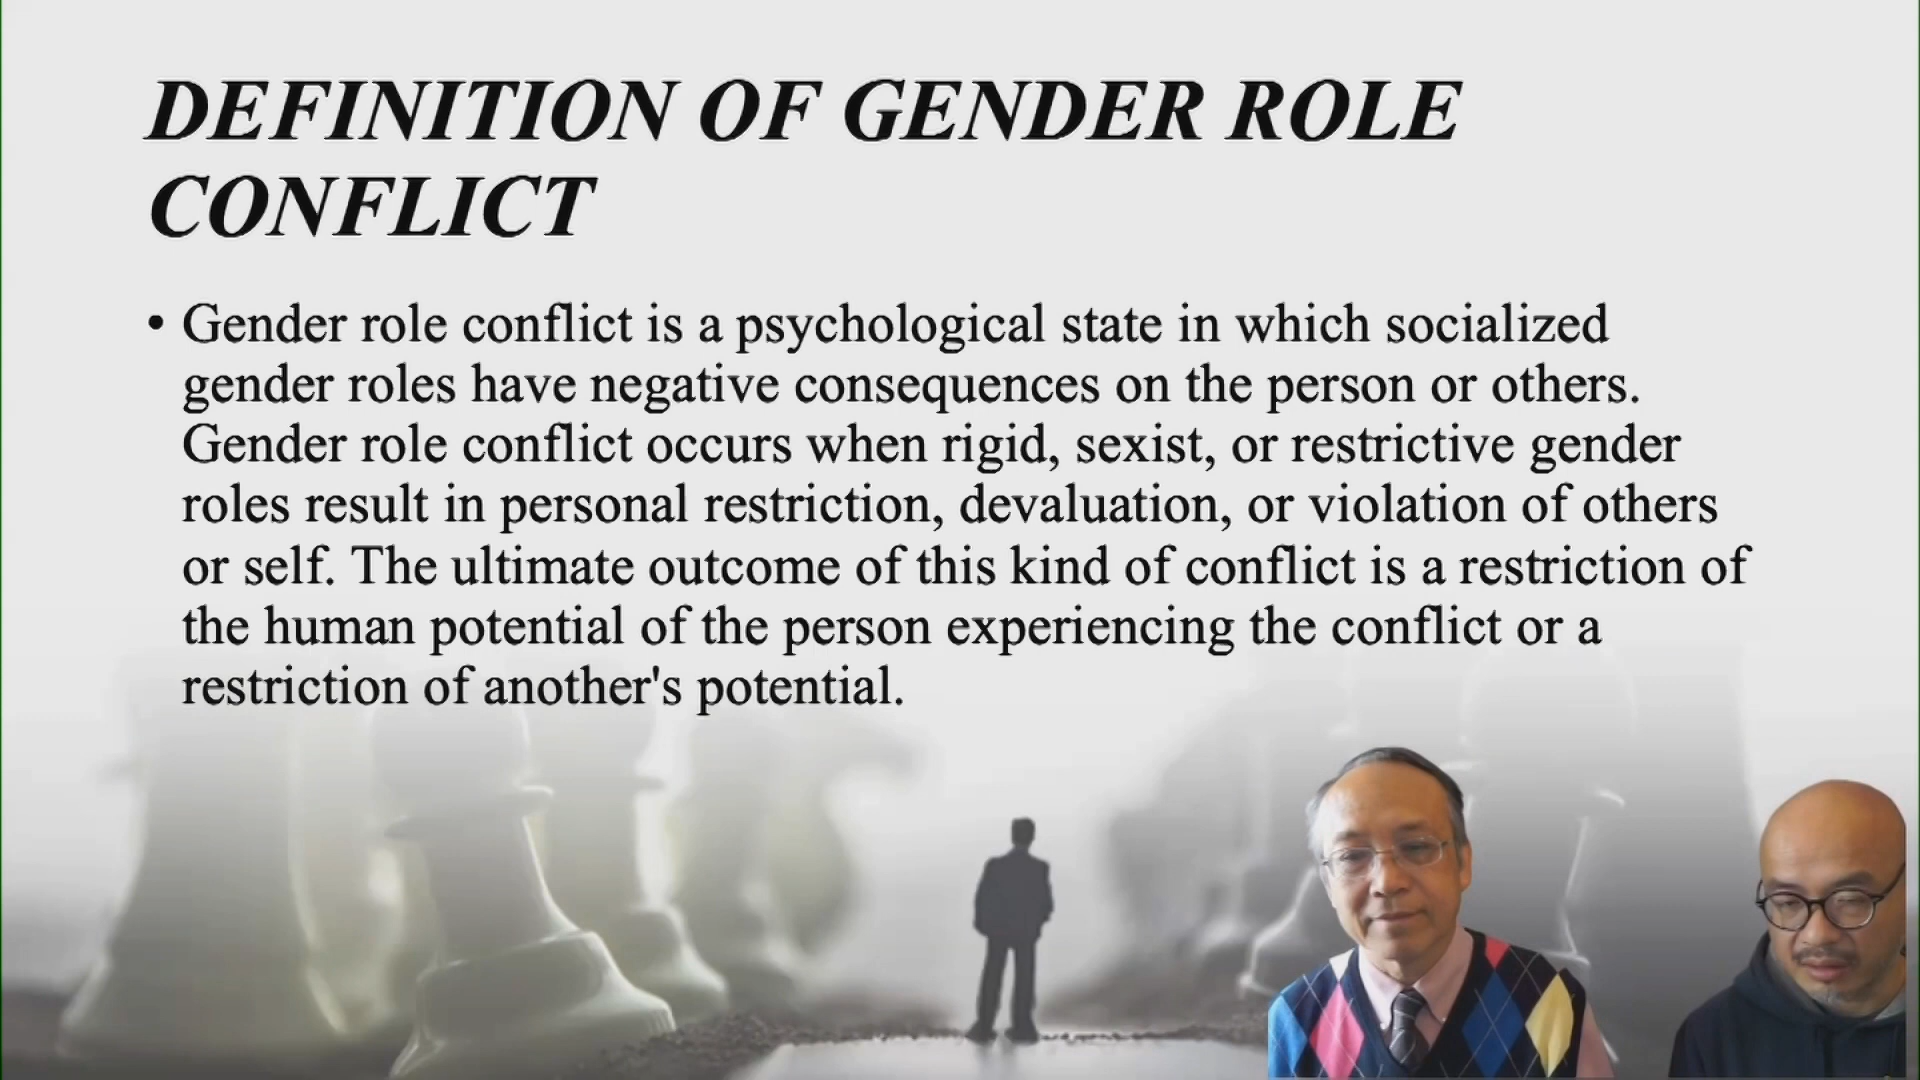 DEFINITION OF GENDER ROLE
CONFLICT
• Gender role conflict is a psychological state in which socialized
gender roles have negative consequences on the person or others.
Gender role conflict occurs when rigid, sexist, or restrictive gender
roles result in personal restriction, devaluation, or violation of others
or self. The ultimate outcome of this kind of conflict is a restriction of
the human potential of the person experiencing the conflict or a
restriction of another's potential.